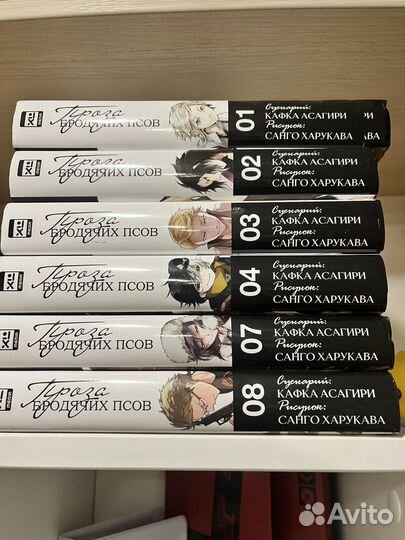 Проза
БРОДЯЧИХ ПСОВ
01
Сценарий:
КАФКА АСАГИРИ
Рисунок:
САНГО ХАРУКАВА
Проза
БРОДЯЧИХ ПСОВ
02
Сценарий:
КАФКА АСАГИРИ
Рисунок:
САНГО ХАРУКАВА
Проза
БРОДЯЧИХ ПСОВ
03
Сценарий:
КАФКА АСАГИРИ
Рисунок:
САНГО ХАРУКАВА
Проза
БРОДЯЧИХ ПСОВ
04
Сценарий:
КАФКА АСАГИРИ
Рисунок:
САНГО ХАРУКАВА
Проза
БРОДЯЧИХ ПСОВ
07
Сценарий:
КАФКА АСАГИРИ
Рисунок:
САНГО ХАРУКАВА
Проза
БРОДЯЧИХ ПСОВ
08
Сценарий:
КАФКА АСАГИРИ
Рисунок:
САНГО ХАРУКАВА
Avito